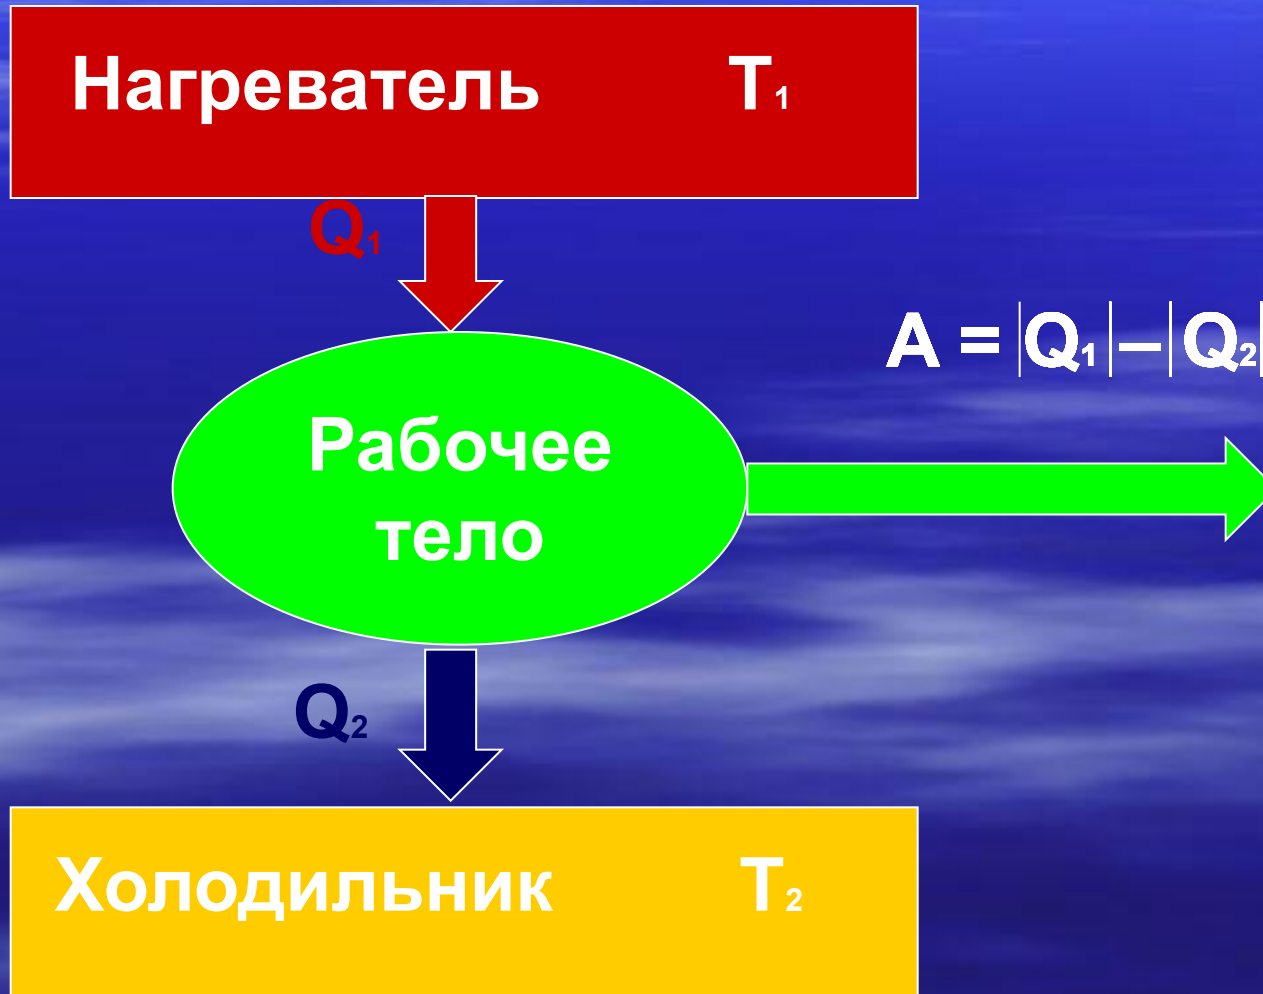 Нагреватель T₁
Q₁
A = |Q₁| – |Q₂|
Рабочее
тело
Q₂
Холодильник T₂